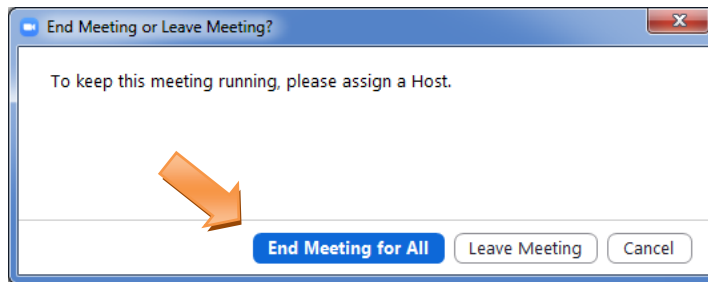 End Meeting or Leave Meeting?
To keep this meeting running, please assign a Host.
End Meeting for All Leave Meeting Cancel